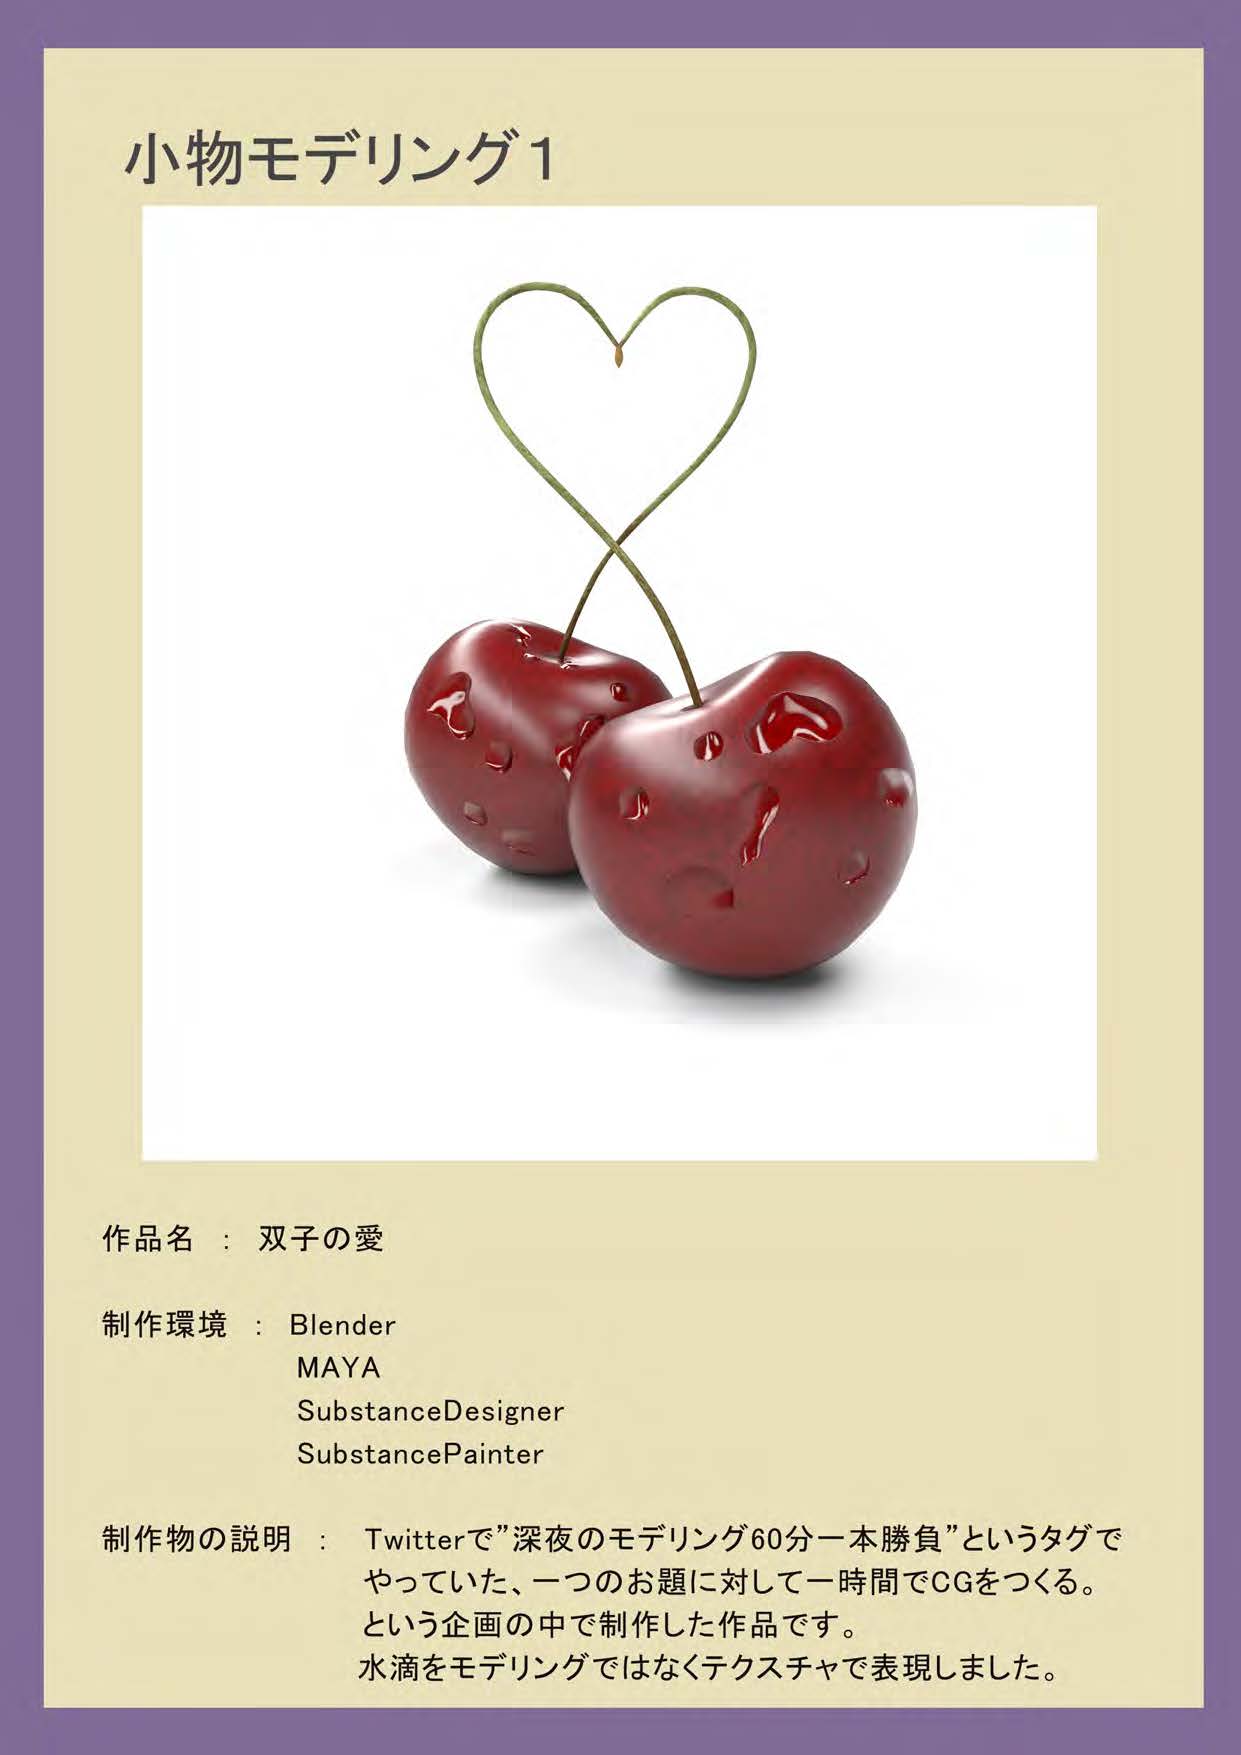 小物モデリング1
作品名 : 双子の愛
制作環境 : Blender
MAYA
SubstanceDesigner
SubstancePainter
制作物の説明 : Twitterで”深夜のモデリング60分一本勝負”というタグで
やっていた、一つのお題に対して一時間でCGをつくる。
という企画の中で制作した作品です。
水滴をモデリングではなくテクスチャで表現しました。